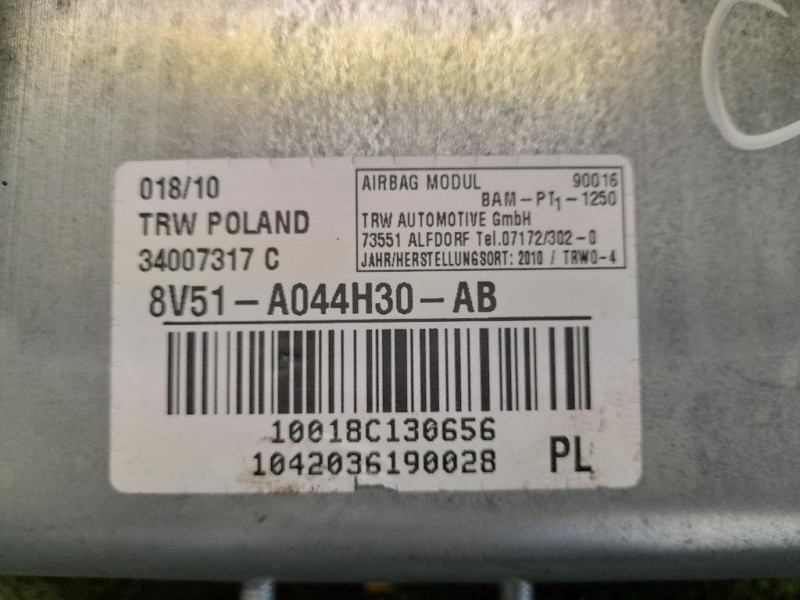 018/10
TRW POLAND
34007317 C
AIRBAG MODUL 90016
BAM-PT1-1250
TRW AUTOMOTIVE GmbH
73551 ALFDORF Tel.07172/302-0
JAHR/HERSTELLUNGSORT: 2010 / TRWO-4
8V51-A044H30-AB
10018C130656
1042036190028 PL